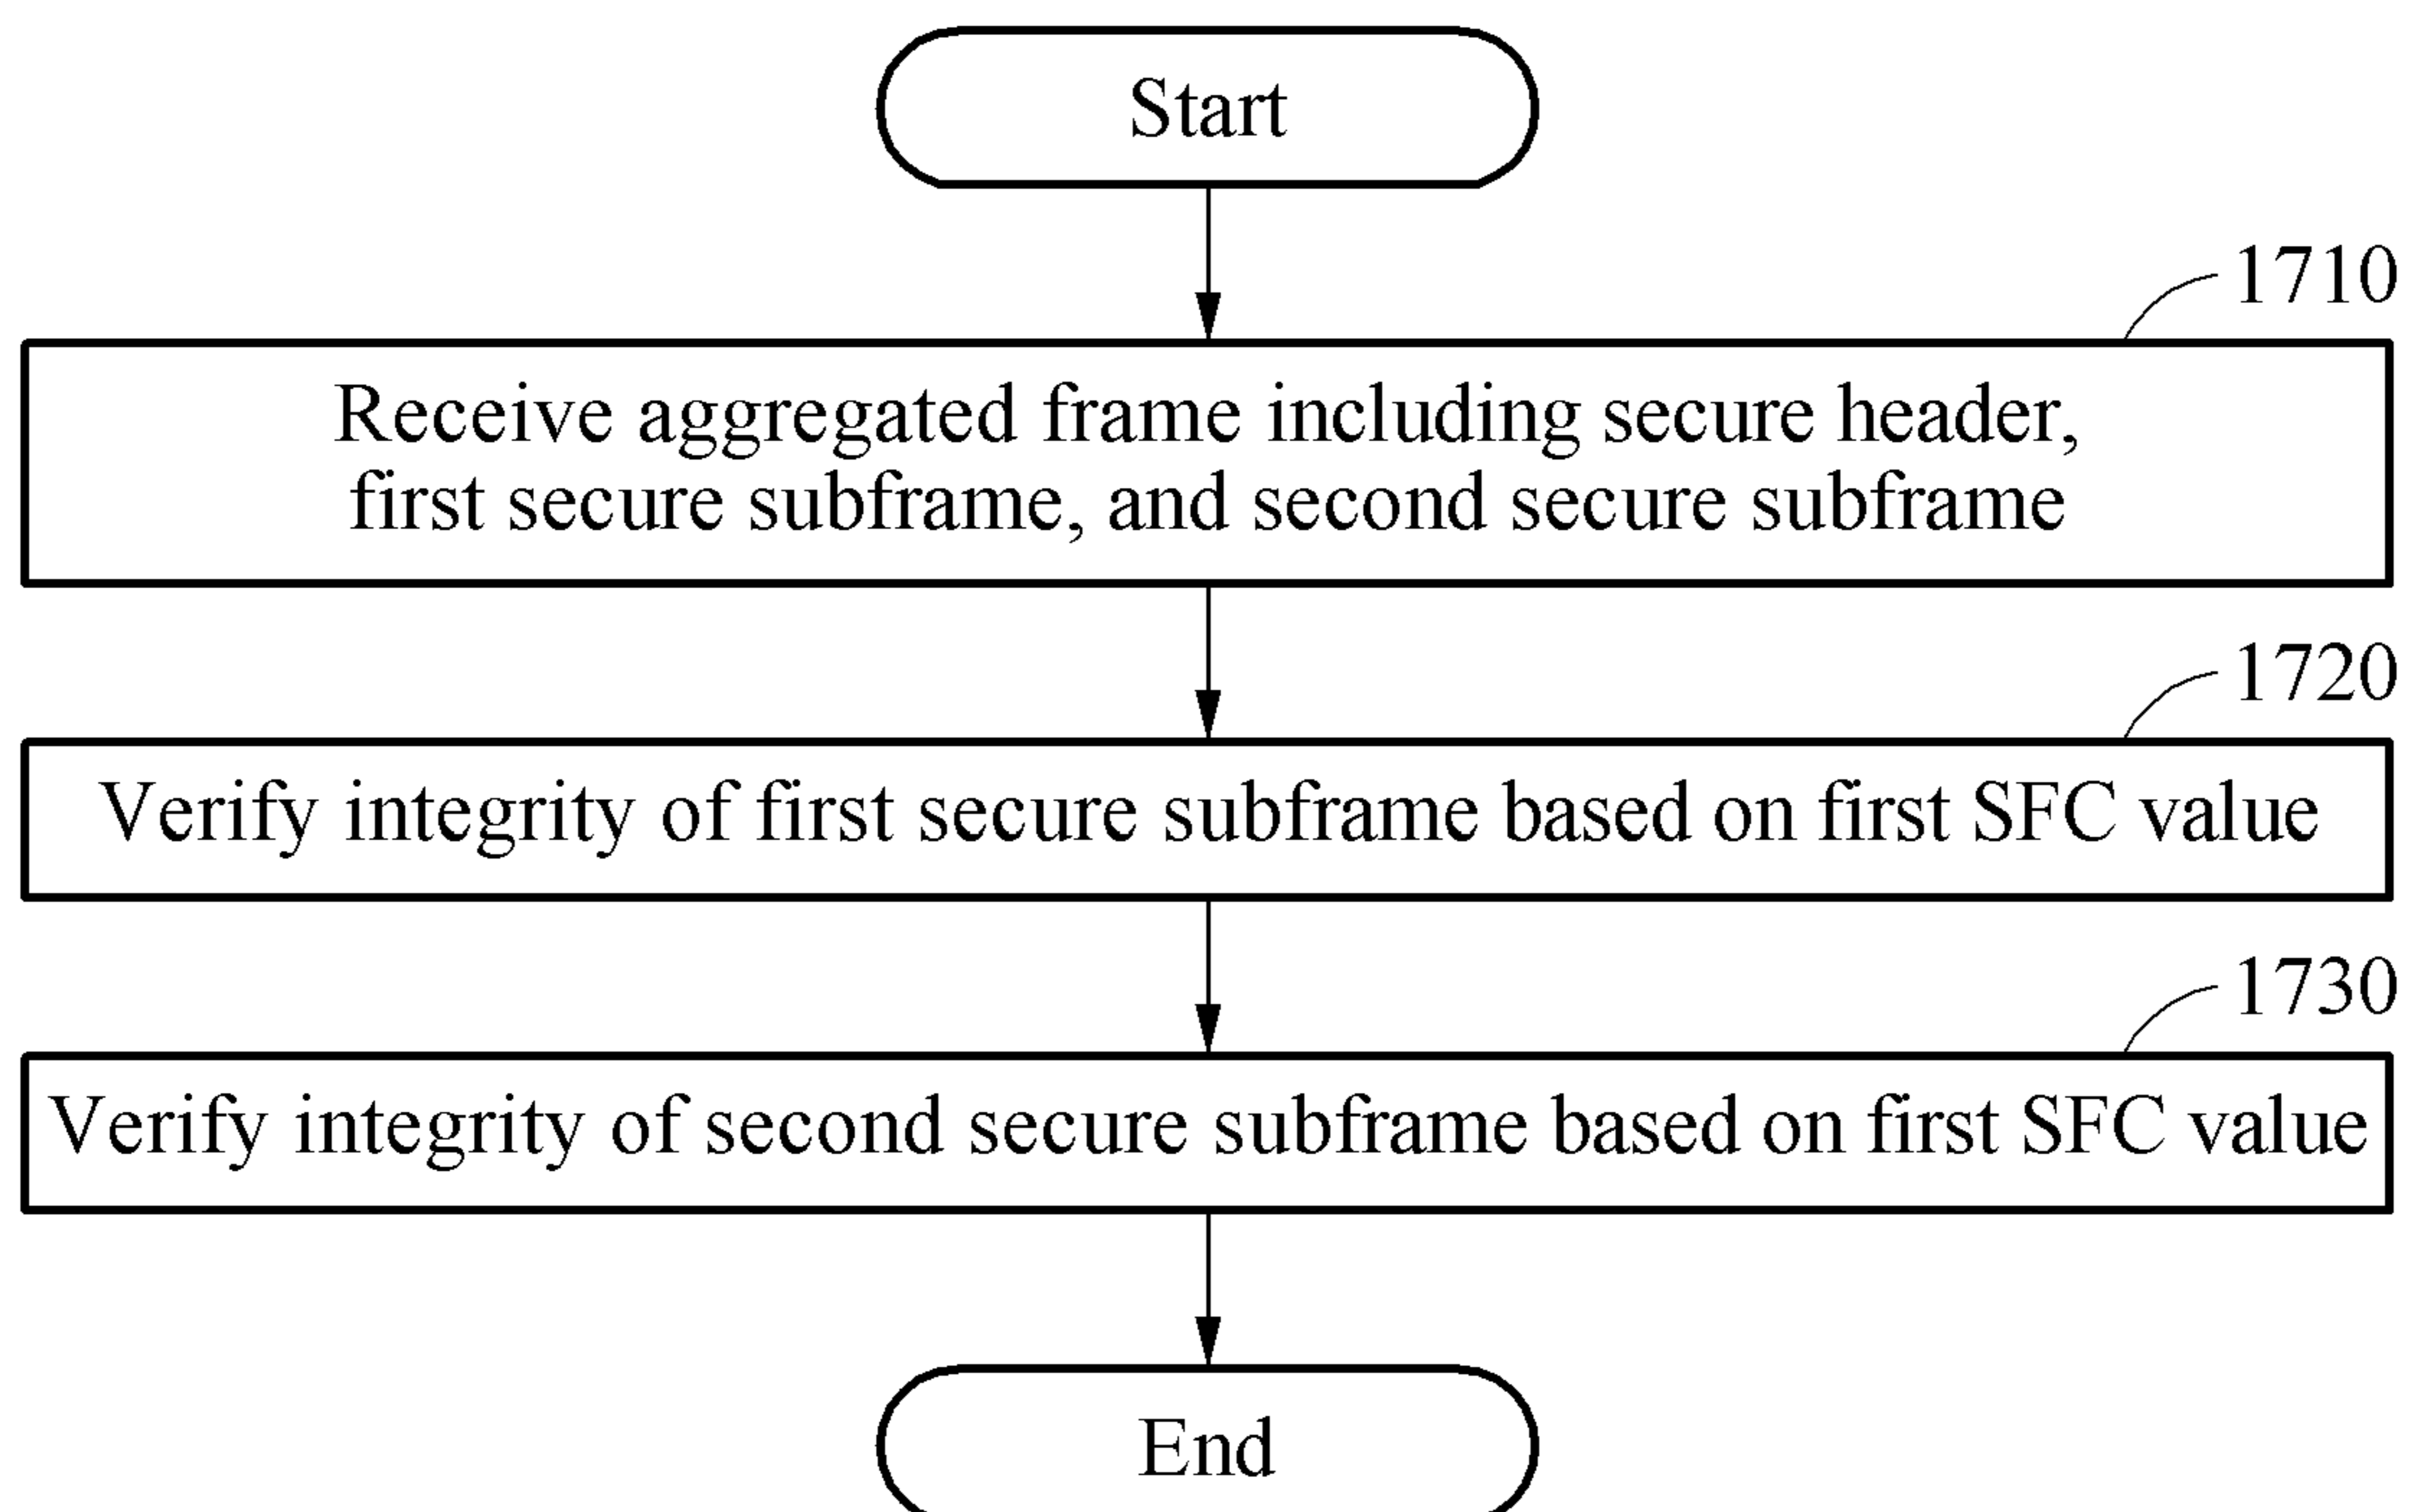 Start
1710
Receive aggregated frame including secure header,
first secure subframe, and second secure subframe
1720
Verify integrity of first secure subframe based on first SFC value
1730
Verify integrity of second secure subframe based on first SFC value
End